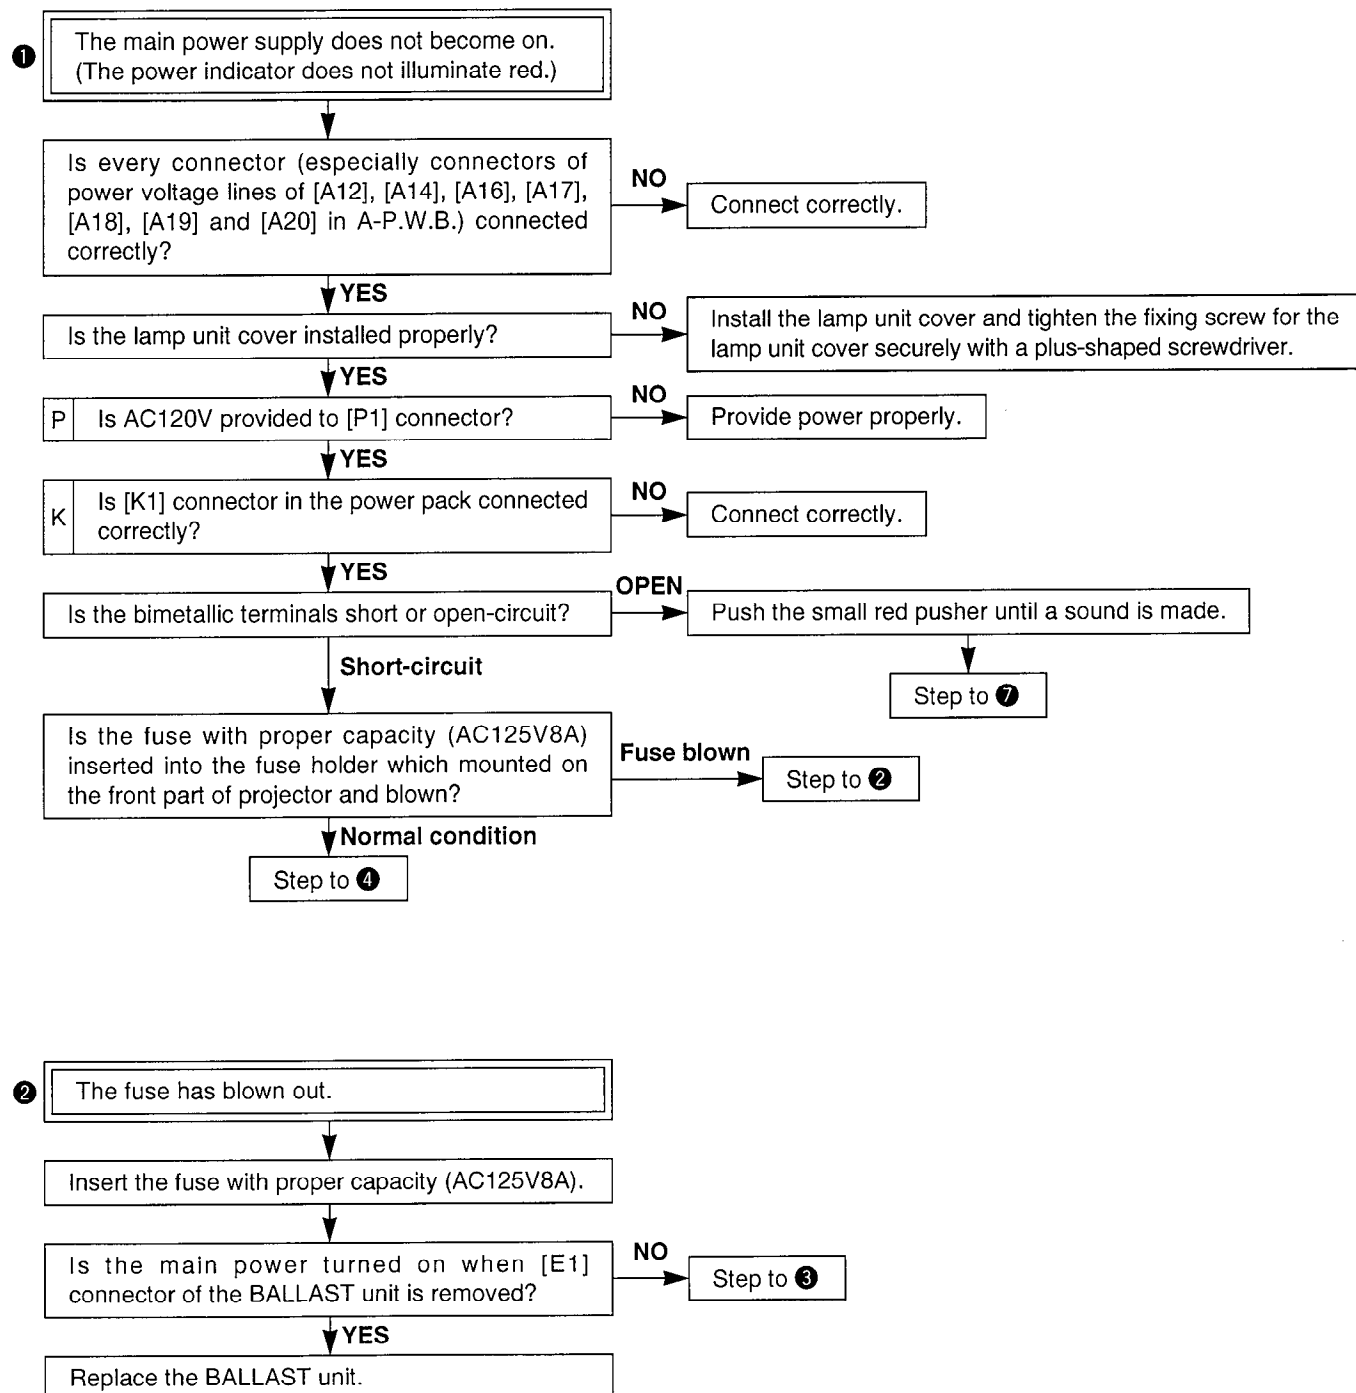 ❶
The main power supply does not become on.
(The power indicator does not illuminate red.)
Is every connector (especially connectors of
power voltage lines of [A12], [A14], [A16], [A17],
[A18], [A19] and [A20] in A-P.W.B.) connected
correctly?
NO
Connect correctly.
YES
Is the lamp unit cover installed properly?
NO
Install the lamp unit cover and tighten the fixing screw for the
lamp unit cover securely with a plus-shaped screwdriver.
YES
P
Is AC120V provided to [P1] connector?
NO
Provide power properly.
YES
K
Is [K1] connector in the power pack connected
correctly?
NO
Connect correctly.
YES
Is the bimetallic terminals short or open-circuit?
OPEN
Push the small red pusher until a sound is made.
Step to ❼
Short-circuit
Is the fuse with proper capacity (AC125V8A)
inserted into the fuse holder which mounted on
the front part of projector and blown?
Fuse blown
Step to ❷
Normal condition
Step to ❹
❷
The fuse has blown out.
Insert the fuse with proper capacity (AC125V8A).
Is the main power turned on when [E1]
connector of the BALLAST unit is removed?
NO
Step to ❸
YES
Replace the BALLAST unit.